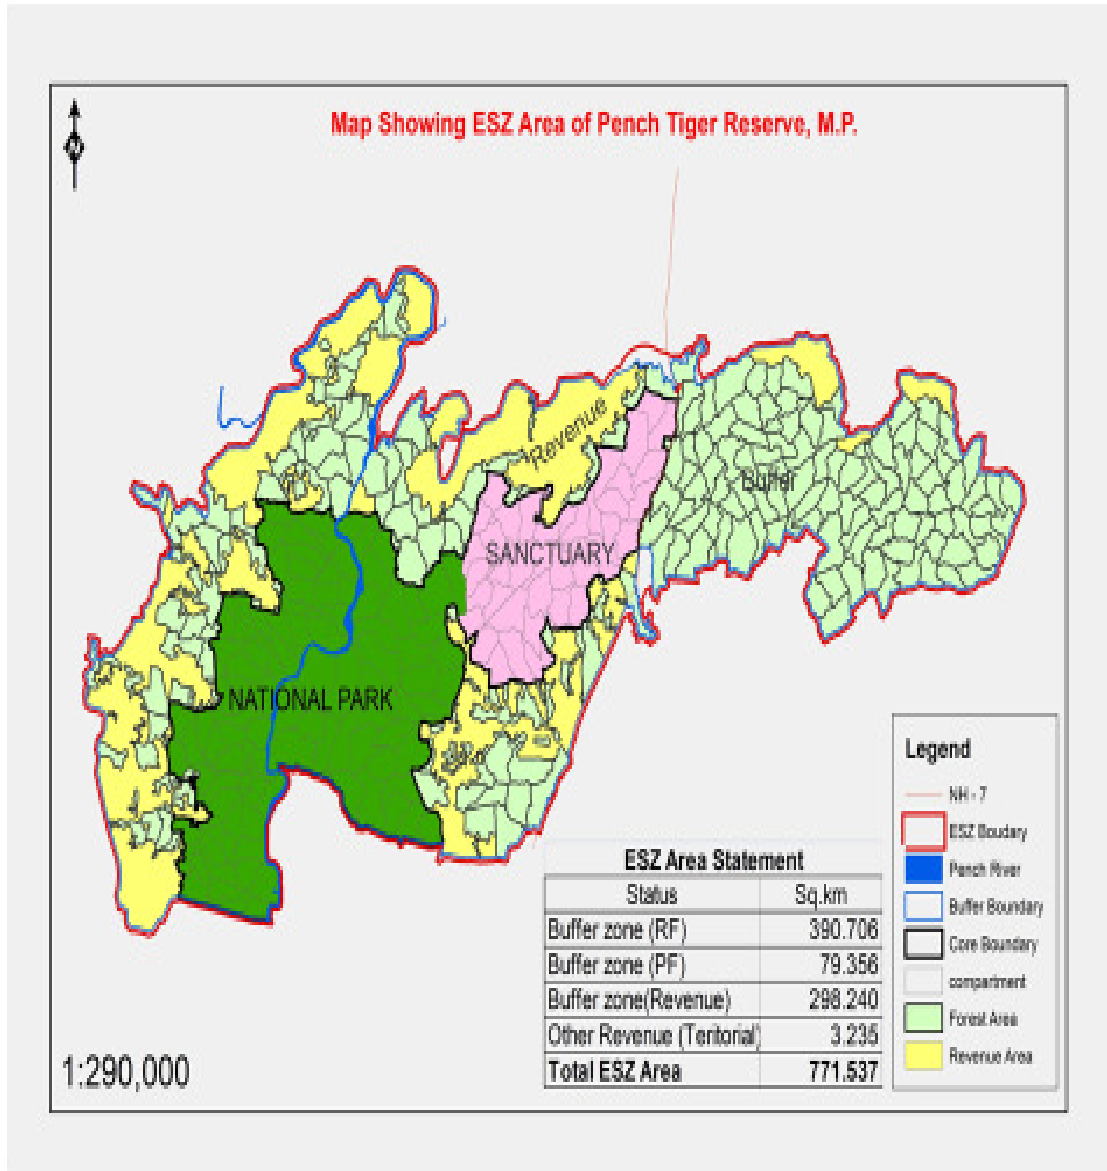 Map Showing ESZ Area of Pench Tiger Reserve, M.P.
N
Revenue
Buffer
SANCTUARY
NATIONAL PARK
Legend
NH - 7
ESZ Boudary
Pench River
Buffer Boundary
Core Boundary
compartment
Forest Area
Revenue Area
ESZ Area Statement
Status Sq.km
Buffer zone (RF) 390.706
Buffer zone (PF) 79.356
Buffer zone(Revenue) 298.240
Other Revenue (Teritorial) 3.235
Total ESZ Area 771.537
1:290,000